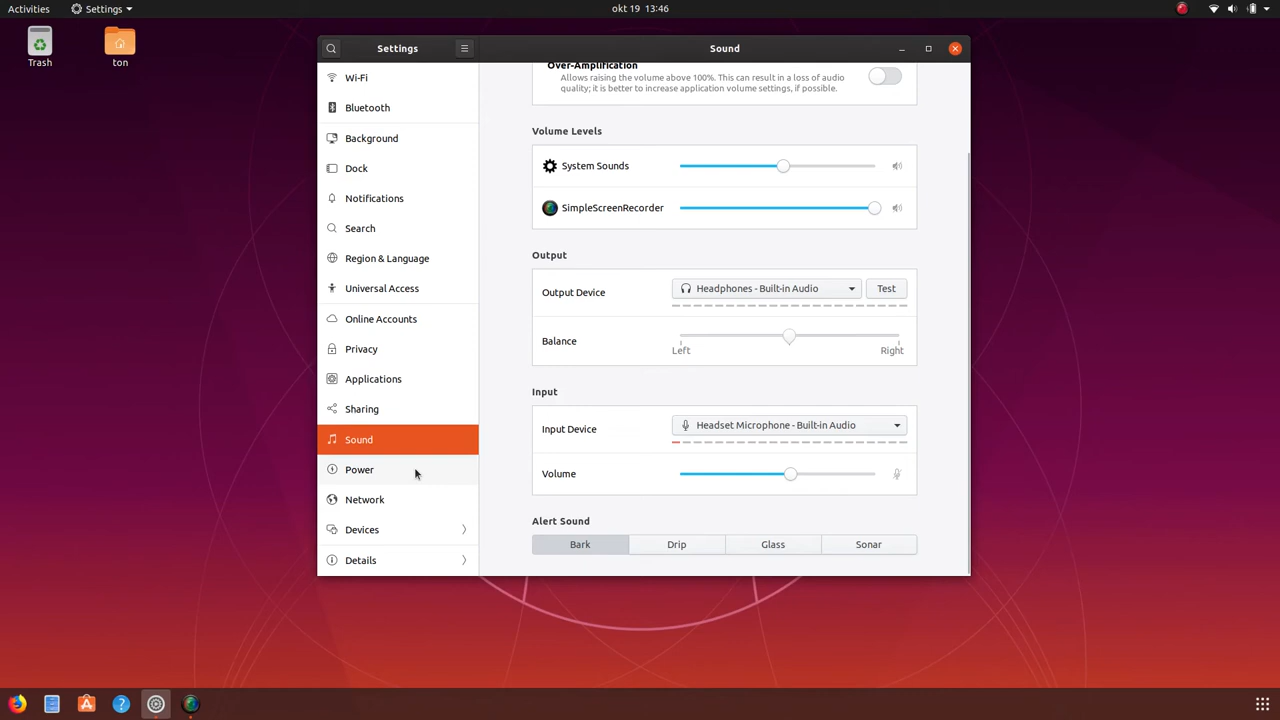 Activities
Settings
okt 19 13:46
Trash
ton
Settings
Sound
Wi-Fi
Bluetooth
Background
Dock
Notifications
Search
Region & Language
Universal Access
Online Accounts
Privacy
Applications
Sharing
Sound
Power
Network
Devices
Details
Over-Amplification
Allows raising the volume above 100%. This can result in a loss of audio
quality; it is better to increase application volume settings, if possible.
Volume Levels
System Sounds
SimpleScreenRecorder
Output
Output Device
Headphones - Built-in Audio
Test
Balance
Left
Right
Input
Input Device
Headset Microphone - Built-in Audio
Volume
Alert Sound
Bark
Drip
Glass
Sonar